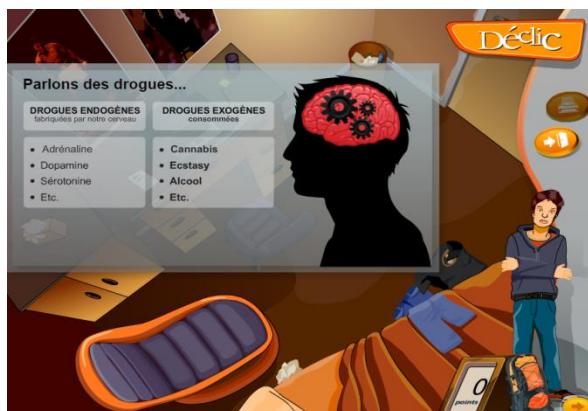 DécliC
Parlons des drogues...
DROGUES ENDOGÈNES
fabriquées par notre cerveau
Adrénaline
Dopamine
Sérotonine
Etc.
DROGUES EXOGÈNES
consommées
Cannabis
Ecstasy
Alcool
Etc.
0
points